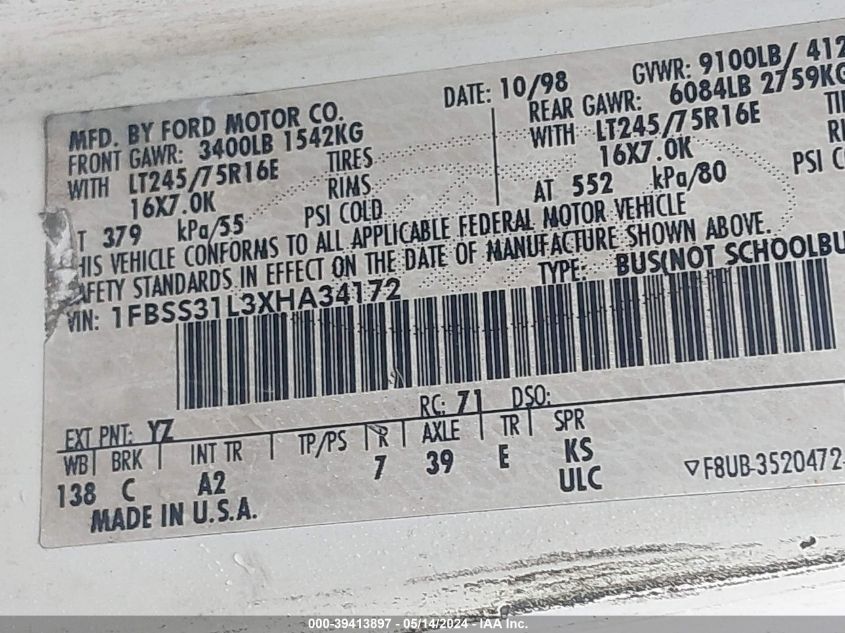 MFD. BY FORD MOTOR CO. DATE: 10/98 GVWR: 9100LB/ 412
FRONT GAWR: 3400LB 1542KG REAR GAWR: 6084LB 2759KG
WITH LT245/75R16E TIRES WITH LT245/75R16E
16X7.0K RIMS 16X7.0K
T 379 kPa/55 PSI COLD AT 552 kPa/80 PSI C
HIS VEHICLE CONFORMS TO ALL APPLICABLE FEDERAL MOTOR VEHICLE
AFETY STANDARDS IN EFFECT ON THE DATE OF MANUFACTURE SHOWN ABOVE.
VIN: 1FBSS31L3XHA34172 TYPE: BUS(NOT SCHOOLBU
EXT PNT: YZ RC: 71 DSO:
WB BRK INT TR TP/PS R AXLE TR SPR
138 C A2 7 39 E KS
ULC
MADE IN U.S.A. F8UB-3520472-
000-39413897 - 05/14/2024 - IAA Inc.